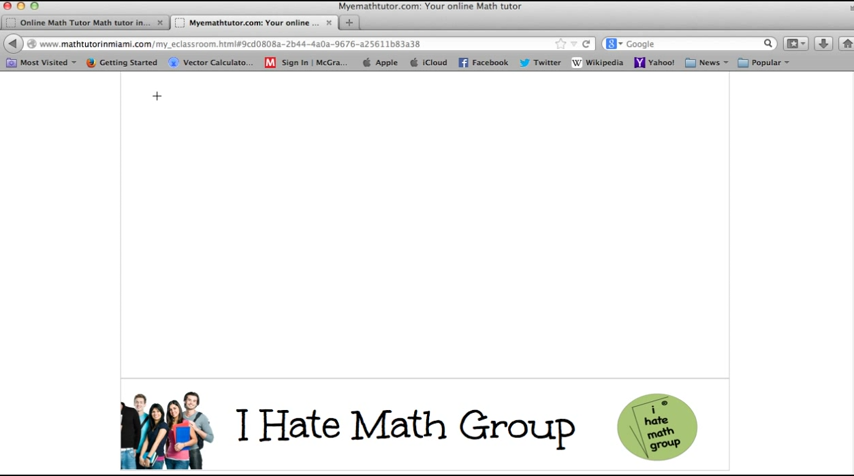 Myemathtutor.com: Your online Math tutor
Online Math Tutor Math tutor in...
Myemathtutor.com: Your online ...
www.mathtutorinmiami.com/my_eclassroom.html#9cd0808a-2b44-4a0a-9676-a25611b83a38
Google
Most Visited Getting Started Vector Calculato... Sign In | McGra... Apple iCloud Facebook Twitter Wikipedia Yahoo! News Popular
I Hate Math Group
i
hate
math
group